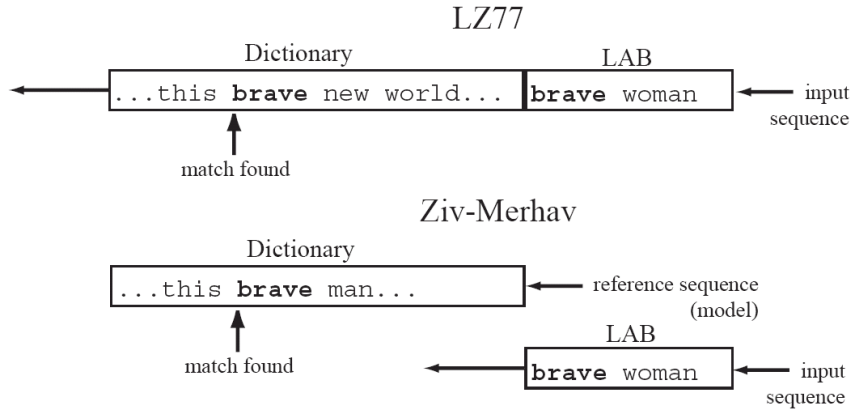 LZ77
Dictionary
LAB
...this brave new world...
brave woman
input
sequence
match found
Ziv-Merhav
Dictionary
...this brave man...
reference sequence
(model)
LAB
match found
brave woman
input
sequence